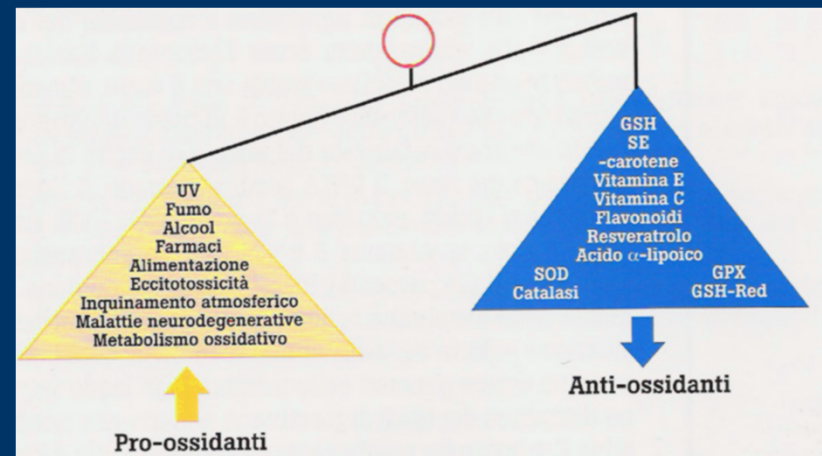 UV
Fumo
Alcool
Farmaci
Alimentazione
Eccitotossicità
Inquinamento atmosferico
Malattie neurodegenerative
Metabolismo ossidativo
Pro-ossidanti
GSH
SE
-carotene
Vitamina E
Vitamina C
Flavonoidi
Resveratrolo
Acido α-lipoico
SOD GPX
Catalasi GSH-Red
Anti-ossidanti